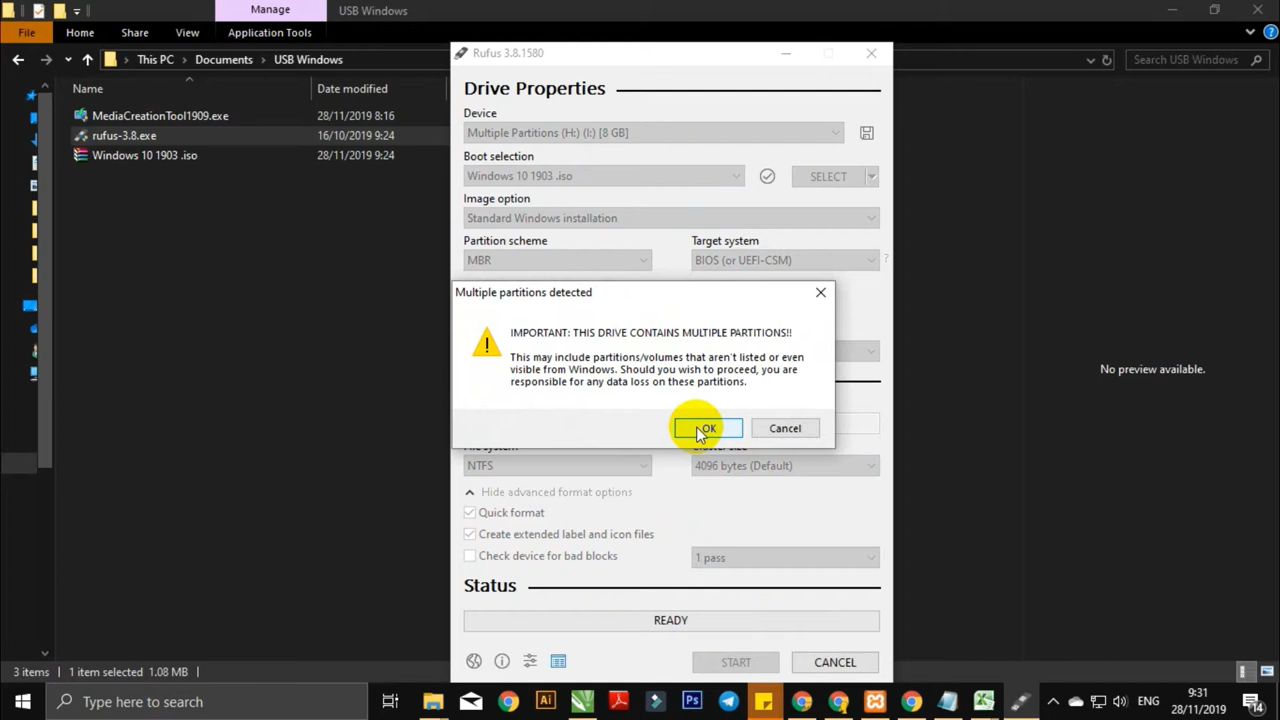 Manage
USB Windows
File
Home
Share
View
Application Tools
This PC
Documents
USB Windows
Search USB Windows
Name
Date modified
MediaCreationTool1909.exe
28/11/2019 8:16
rufus-3.8.exe
16/10/2019 9:24
Windows 10 1903 .iso
28/11/2019 9:24
Rufus 3.8.1580
Drive Properties
Device
Multiple Partitions (H:) (I:) [8 GB]
Boot selection
Windows 10 1903 .iso
SELECT
Image option
Standard Windows installation
Partition scheme
Target system
MBR
BIOS (or UEFI-CSM)
?
Multiple partitions detected
IMPORTANT: THIS DRIVE CONTAINS MULTIPLE PARTITIONS!!
This may include partitions/volumes that aren't listed or even
visible from Windows. Should you wish to proceed, you are
responsible for any data loss on these partitions.
OK
Cancel
No preview available.
NTFS
4096 bytes (Default)
Hide advanced format options
Quick format
Create extended label and icon files
Check device for bad blocks
1 pass
Status
READY
START
CANCEL
3 items
1 item selected 1.08 MB
Type here to search
Ai
Ps
ENG
9:31
28/11/2019
14